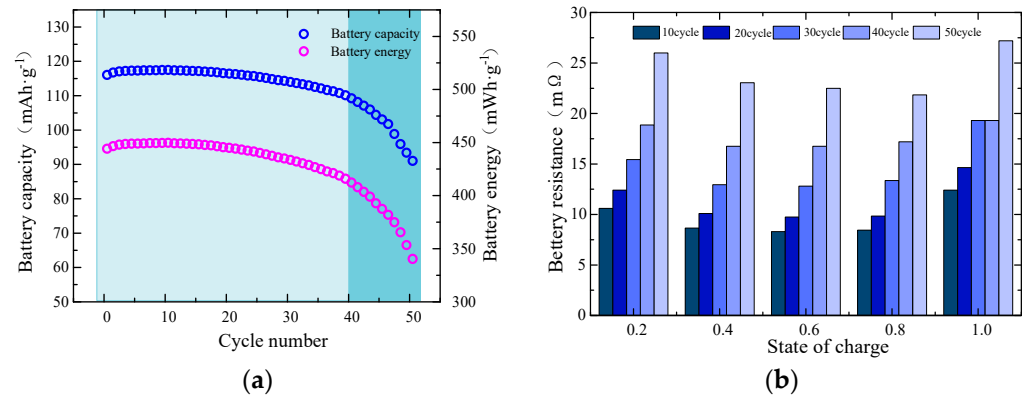 Battery capacity（mAh·g-1）
135
130
120
110
100
90
80
70
60
50
Battery capacity
Battery energy
550
500
450
400
350
300
Battery energy（mWh·g-1）
0 10 20 30 40 50
Cycle number
(a)
Bettery resistance（m Ω）
30
25
20
15
10
5
0
10cycle 20cycle 30cycle 40cycle 50cycle
0.2 0.4 0.6 0.8 1.0
State of charge
(b)